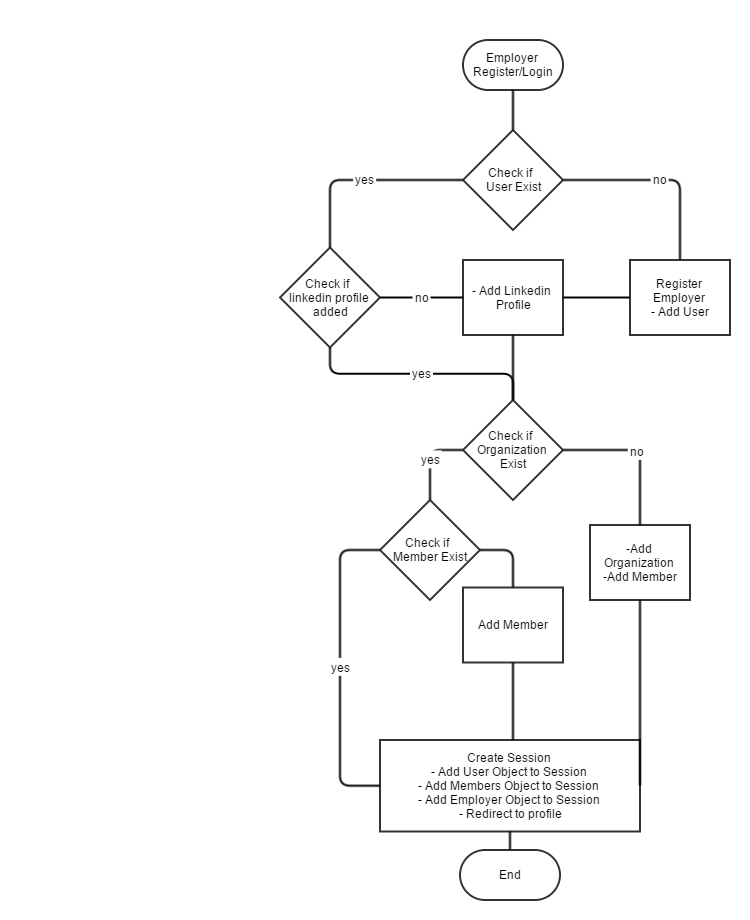 Employer
Register/Login
Check if
User Exist
yes
no
Check if
linkedin profile
added
no
- Add Linkedin
Profile
Register
Employer
- Add User
yes
Check if
Organization
Exist
yes
no
Check if
Member Exist
-Add
Organization
-Add Member
Add Member
yes
Create Session
- Add User Object to Session
- Add Members Object to Session
- Add Employer Object to Session
- Redirect to profile
End